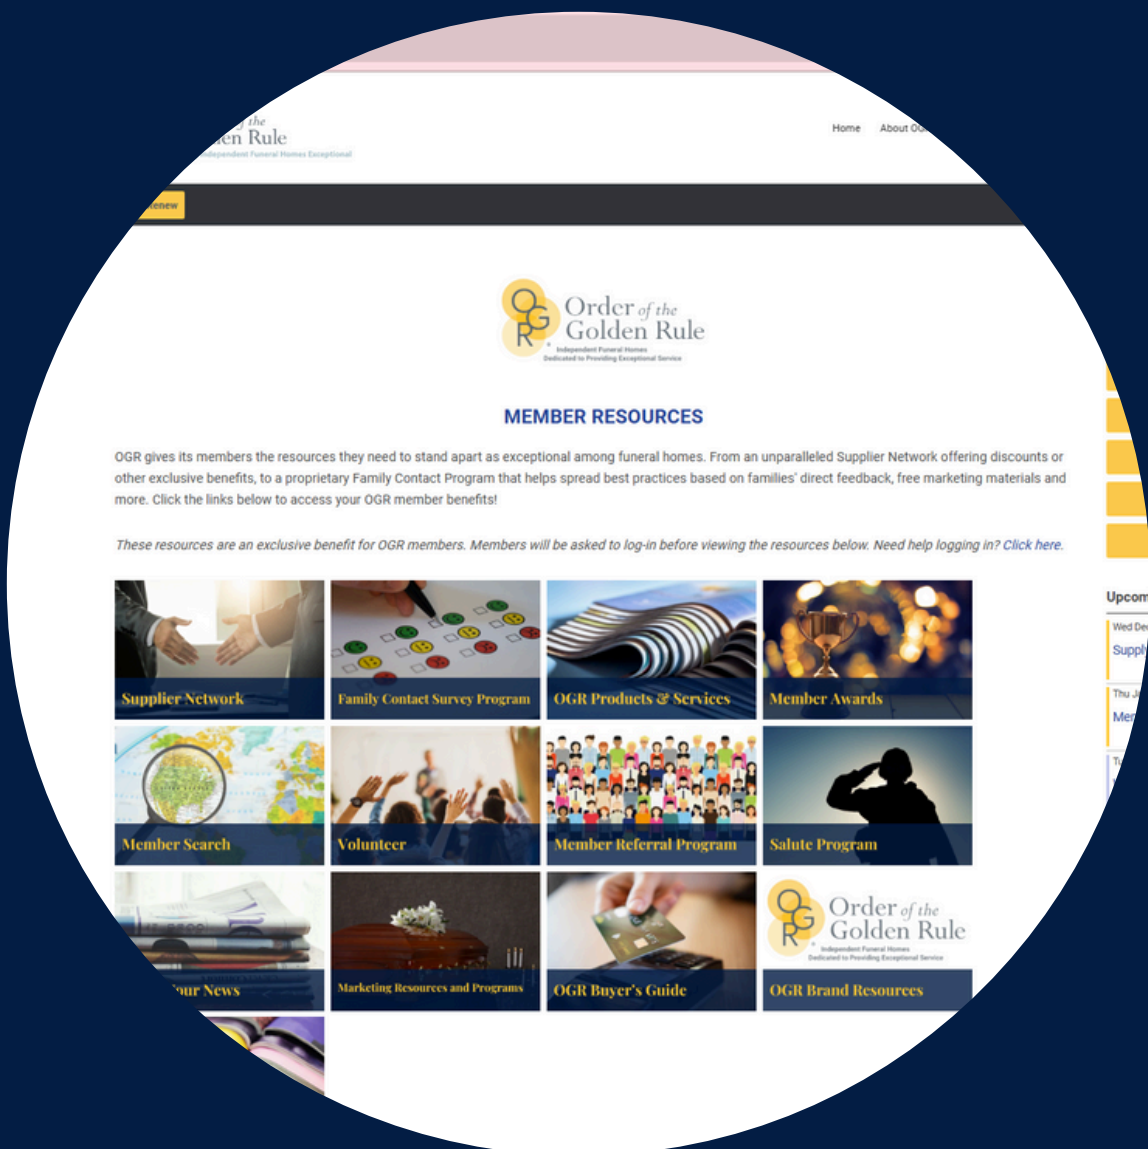 of the
en Rule
Independent Funeral Homes Exceptional
Home About
Renew
OGR
Order of the
Golden Rule
Independent Funeral Homes
Dedicated to Providing Exceptional Service
MEMBER RESOURCES
OGR gives its members the resources they need to stand apart as exceptional among funeral homes. From an unparalleled Supplier Network offering discounts or
other exclusive benefits, to a proprietary Family Contact Program that helps spread best practices based on families' direct feedback, free marketing materials and
more. Click the links below to access your OGR member benefits!
These resources are an exclusive benefit for OGR members. Members will be asked to log-in before viewing the resources below. Need help logging in? Click here.
Upcom
Wed De
Suppl
Thu J
Mer
Supplier Network
Family Contact Survey Program
OGR Products & Services
Member Awards
Member Search
Volunteer
Member Referral Program
Salute Program
our News
Marketing Resources and Programs
OGR Buyer's Guide
OGR
Order of the
Golden Rule
Independent Funeral Homes
Dedicated to Providing Exceptional Service
OGR Brand Resources